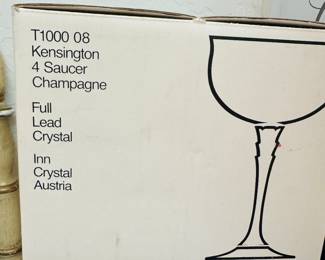 T1000 08
Kensington
4 Saucer
Champagne
Full
Lead
Crystal
Inn
Crystal
Austria